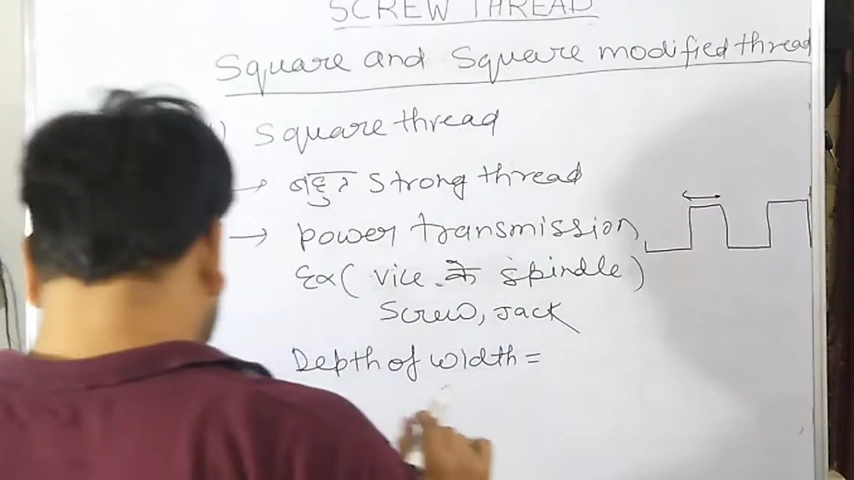 SCREW THREAD
Square and Square modified thread
) Square thread
→ बहुत Strong thread
→ power transmission
Ex( vice के spindle)
Screw, Jack
Depth of width =